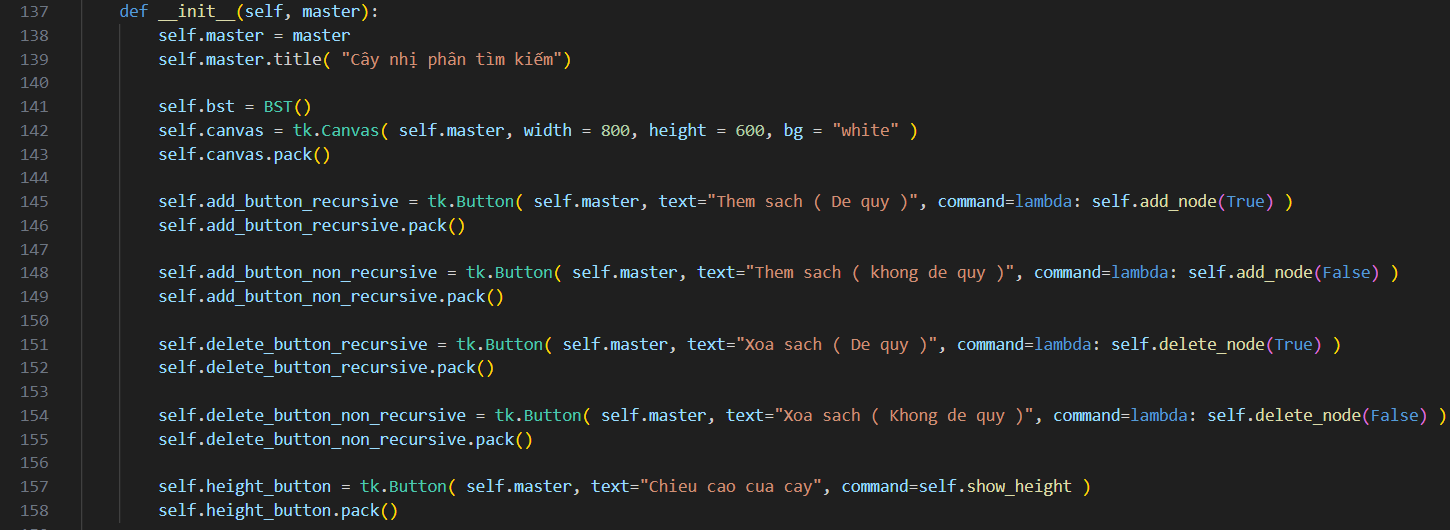 137 def __init__(self, master):
138 self.master = master
139 self.master.title( "Cây nhị phân tìm kiếm")
140
141 self.bst = BST()
142 self.canvas = tk.Canvas( self.master, width = 800, height = 600, bg = "white" )
143 self.canvas.pack()
144
145 self.add_button_recursive = tk.Button( self.master, text="Them sach ( De quy )", command=lambda: self.add_node(True) )
146 self.add_button_recursive.pack()
147
148 self.add_button_non_recursive = tk.Button( self.master, text="Them sach ( khong de quy )", command=lambda: self.add_node(False) )
149 self.add_button_non_recursive.pack()
150
151 self.delete_button_recursive = tk.Button( self.master, text="Xoa sach ( De quy )", command=lambda: self.delete_node(True) )
152 self.delete_button_recursive.pack()
153
154 self.delete_button_non_recursive = tk.Button( self.master, text="Xoa sach ( Khong de quy )", command=lambda: self.delete_node(False) )
155 self.delete_button_non_recursive.pack()
156
157 self.height_button = tk.Button( self.master, text="Chieu cao cua cay", command=self.show_height )
158 self.height_button.pack()